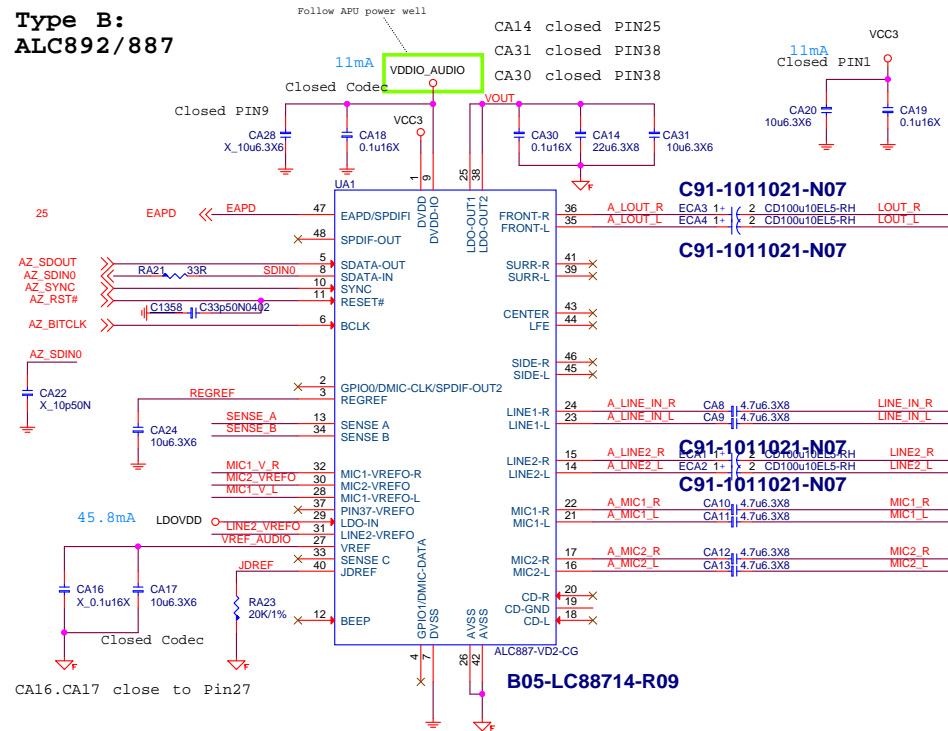 Type B:
ALC892/887
Follow APU power well
VDDIO_AUDIO
11mA
Closed Codec
Closed PIN9
CA28
X_10u6.3X6
CA18
0.1u16X
VCC3
CA14 closed PIN25
CA31 closed PIN38
CA30 closed PIN38
VOUT
CA30
0.1u16X
CA14
22u6.3X8
CA31
10u6.3X6
11mA
Closed PIN1
VCC3
CA20
10u6.3X6
CA19
0.1u16X
UA1
1
9
25
38
DVDD
DVDD-IO
LDO-OUT1
LDO-OUT2
25
EAPD
EAPD
47
EAPD/SPDIFI
48
SPDIF-OUT
AZ_SDOUT
5
SDATA-OUT
AZ_SDIN0
RA21
33R
SDIN0
8
SDATA-IN
AZ_SYNC
10
SYNC
AZ_RST#
11
RESET#
C1358
C33p50N0402
AZ_BITCLK
6
BCLK
AZ_SDIN0
CA22
X_10p50N
2
GPIO0/DMIC-CLK/SPDIF-OUT2
REGREF
3
REGREF
CA24
10u6.3X6
SENSE_A
13
SENSE A
SENSE_B
34
SENSE B
MIC1_V_R
32
MIC1-VREFO-R
MIC2_VREFO
30
MIC2-VREFO
MIC1_V_L
28
MIC1-VREFO-L
37
PIN37-VREFO
45.8mA
LDOVDD
29
LDO-IN
LINE2_VREFO
31
LINE2-VREFO
VREF_AUDIO
27
VREF
33
SENSE C
JDREF
40
JDREF
CA16
X_0.1u16X
CA17
10u6.3X6
RA23
20K/1%
Closed Codec
12
BEEP
CA16.CA17 close to Pin27
GPIO1/DMIC-DATA
DVSS
AVSS
AVSS
4
7
26
42
C91-1011021-N07
FRONT-R
36
A_LOUT_R
ECA3
1
+
2
CD100u10EL5-RH
LOUT_R
FRONT-L
35
A_LOUT_L
ECA4
1
+
2
CD100u10EL5-RH
LOUT_L
C91-1011021-N07
SURR-R
41
SURR-L
39
CENTER
43
LFE
44
SIDE-R
46
SIDE-L
45
LINE1-R
24
A_LINE_IN_R
CA8
4.7u6.3X8
LINE_IN_R
LINE1-L
23
A_LINE_IN_L
CA9
4.7u6.3X8
LINE_IN_L
C91-1011021-N07
LINE2-R
15
A_LINE2_R
ECA1
1
+
2
CD100u10EL5-RH
LINE2_R
LINE2-L
14
A_LINE2_L
ECA2
1
+
2
CD100u10EL5-RH
LINE2_L
C91-1011021-N07
MIC1-R
22
A_MIC1_R
CA10
4.7u6.3X8
MIC1_R
MIC1-L
21
A_MIC1_L
CA11
4.7u6.3X8
MIC1_L
MIC2-R
17
A_MIC2_R
CA12
4.7u6.3X8
MIC2_R
MIC2-L
16
A_MIC2_L
CA13
4.7u6.3X8
MIC2_L
CD-R
20
CD-GND
19
CD-L
18
ALC887-VD2-CG
B05-LC88714-R09
F
F
F
F